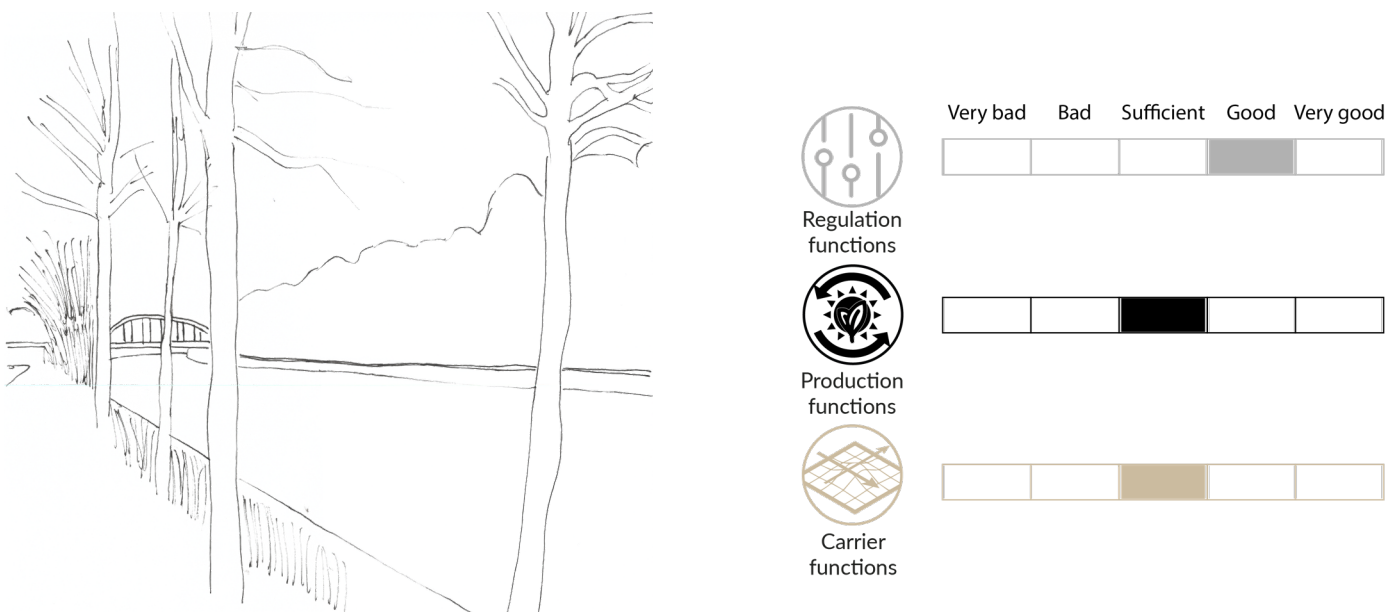 Very bad Bad Sufficient Good Very good
Regulation
functions
Production
functions
Carrier
functions